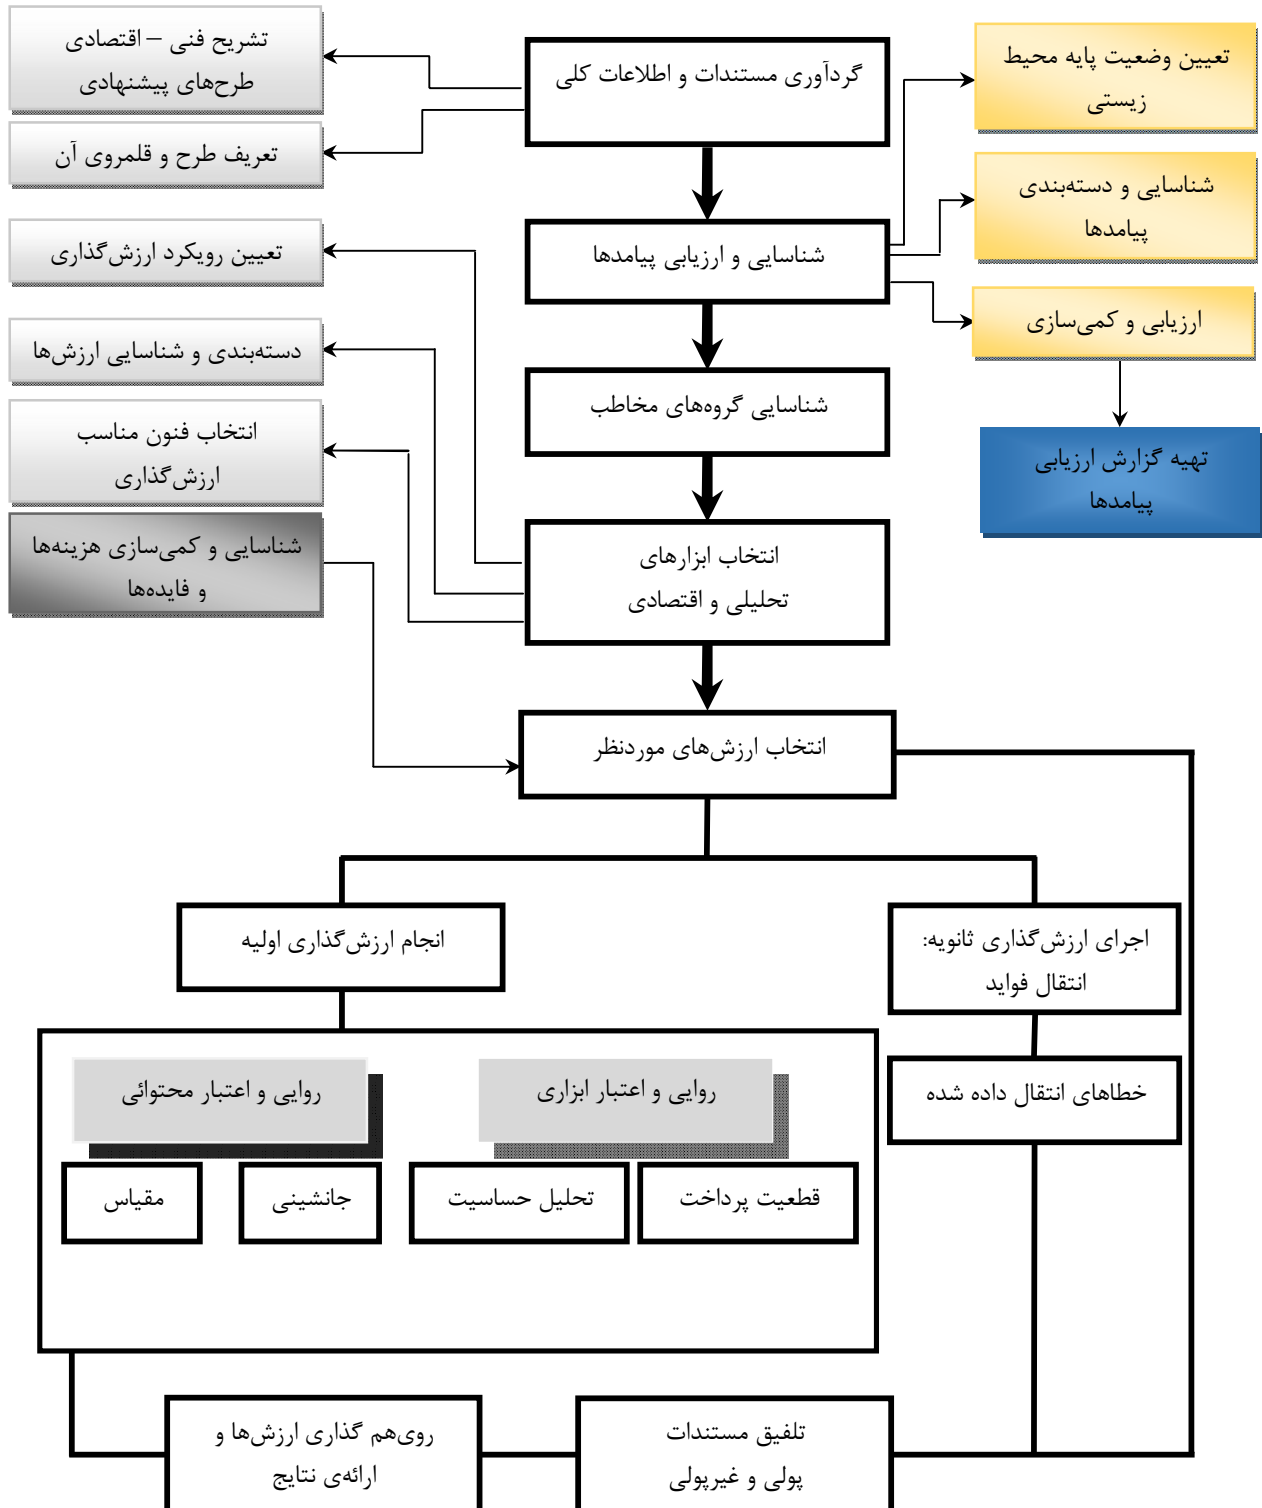 تشریح فنی – اقتصادی
طرح‌های پیشنهادی
گردآوری مستندات و اطلاعات کلی
تعیین وضعیت پایه محیط
زیستی
تعریف طرح و قلمروی آن
شناسایی و دسته‌بندی
پیامدها
تعیین رویکرد ارزش‌گذاری
شناسایی و ارزیابی پیامدها
ارزیابی و کمی‌سازی
دسته‌بندی و شناسایی ارزش‌ها
شناسایی گروه‌های مخاطب
انتخاب فنون مناسب
ارزش‌گذاری
تهیه گزارش ارزیابی
پیامدها
شناسایی و کمی‌سازی هزینه‌ها
و فایده‌ها
انتخاب ابزارهای
تحلیلی و اقتصادی
انتخاب ارزش‌های موردنظر
اجرای ارزش‌گذاری ثانویه:
انتقال فواید
انجام ارزش‌گذاری اولیه
خطاهای انتقال داده شده
روایی و اعتبار ابزاری
روایی و اعتبار محتوائی
قطعیت پرداخت
تحلیل حساسیت
جانشینی
مقیاس
تلفیق مستندات
پولی و غیرپولی
روی‌هم گذاری ارزش‌ها و
ارائه‌ی نتایج